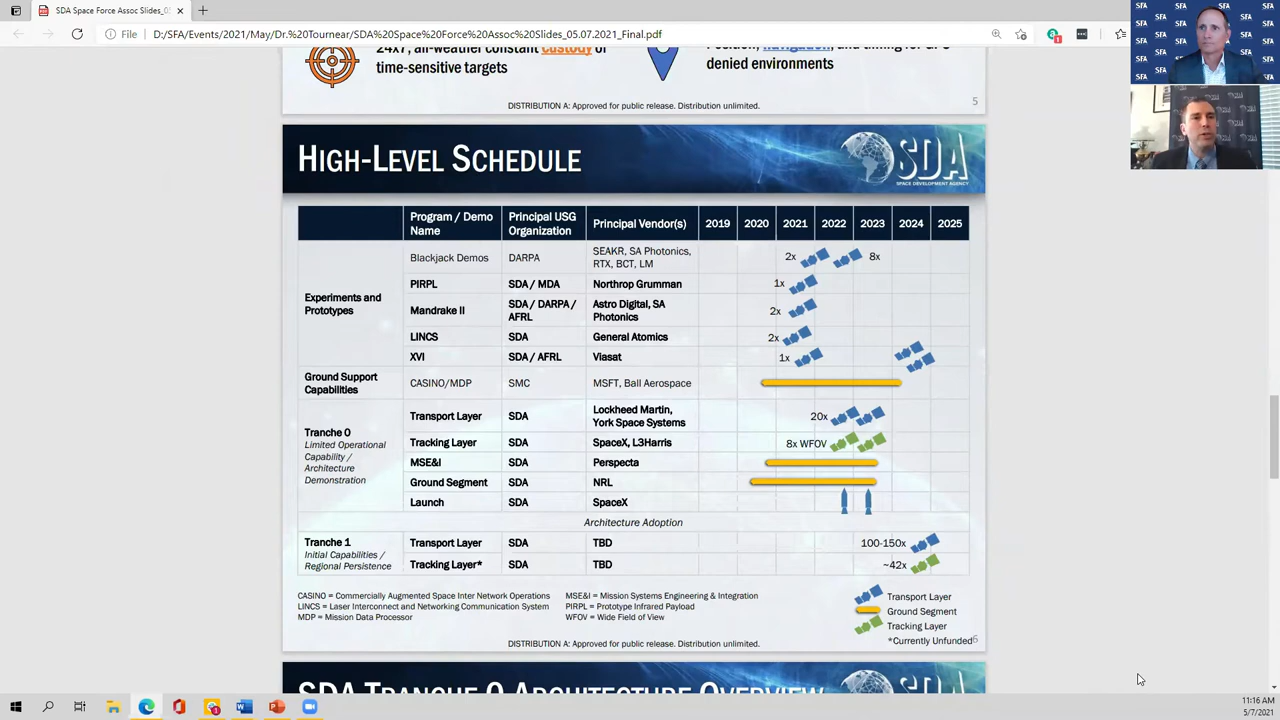 SDA Space Force Assoc Slides_05
File
D:/SFA/Events/2021/May/Dr.%20Tournear/SDA%20Space%20Force%20Assoc%20Slides_05.07.2021_Final.pdf
24x7, all-weather constant custody of
time-sensitive targets
denied environments
DISTRIBUTION A: Approved for public release. Distribution unlimited.
5
HIGH-LEVEL SCHEDULE
SDA
SPACE DEVELOPMENT AGENCY
Program / Demo Name Principal USG Organization Principal Vendor(s) 2019 2020 2021 2022 2023 2024 2025
Experiments and Prototypes
Blackjack Demos DARPA SEAKR, SA Photonics, RTX, BCT, LM 2x 8x
PIRPL SDA / MDA Northrop Grumman 1x
Mandrake II SDA / DARPA / AFRL Astro Digital, SA Photonics 2x
LINCS SDA General Atomics 2x
XVI SDA / AFRL Viasat 1x
Ground Support Capabilities CASINO/MDP SMC MSFT, Ball Aerospace
Tranche 0
Limited Operational Capability / Architecture Demonstration
Transport Layer SDA Lockheed Martin, York Space Systems 20x
Tracking Layer SDA SpaceX, L3Harris 8x WFOV
MSE&I SDA Perspecta
Ground Segment SDA NRL
Launch SDA SpaceX
Architecture Adoption
Tranche 1
Initial Capabilities / Regional Persistence
Transport Layer SDA TBD 100-150x
Tracking Layer* SDA TBD ~42x
CASINO = Commercially Augmented Space Inter Network Operations
LINCS = Laser Interconnect and Networking Communication System
MDP = Mission Data Processor
MSE&I = Mission Systems Engineering & Integration
PIRPL = Prototype Infrared Payload
WFOV = Wide Field of View
Transport Layer
Ground Segment
Tracking Layer
*Currently Unfunded
6
DISTRIBUTION A: Approved for public release. Distribution unlimited.
SDA TRANCHE 0 ARCHITECTURE OVERVIEW
SFA
11:16 AM
5/7/2021